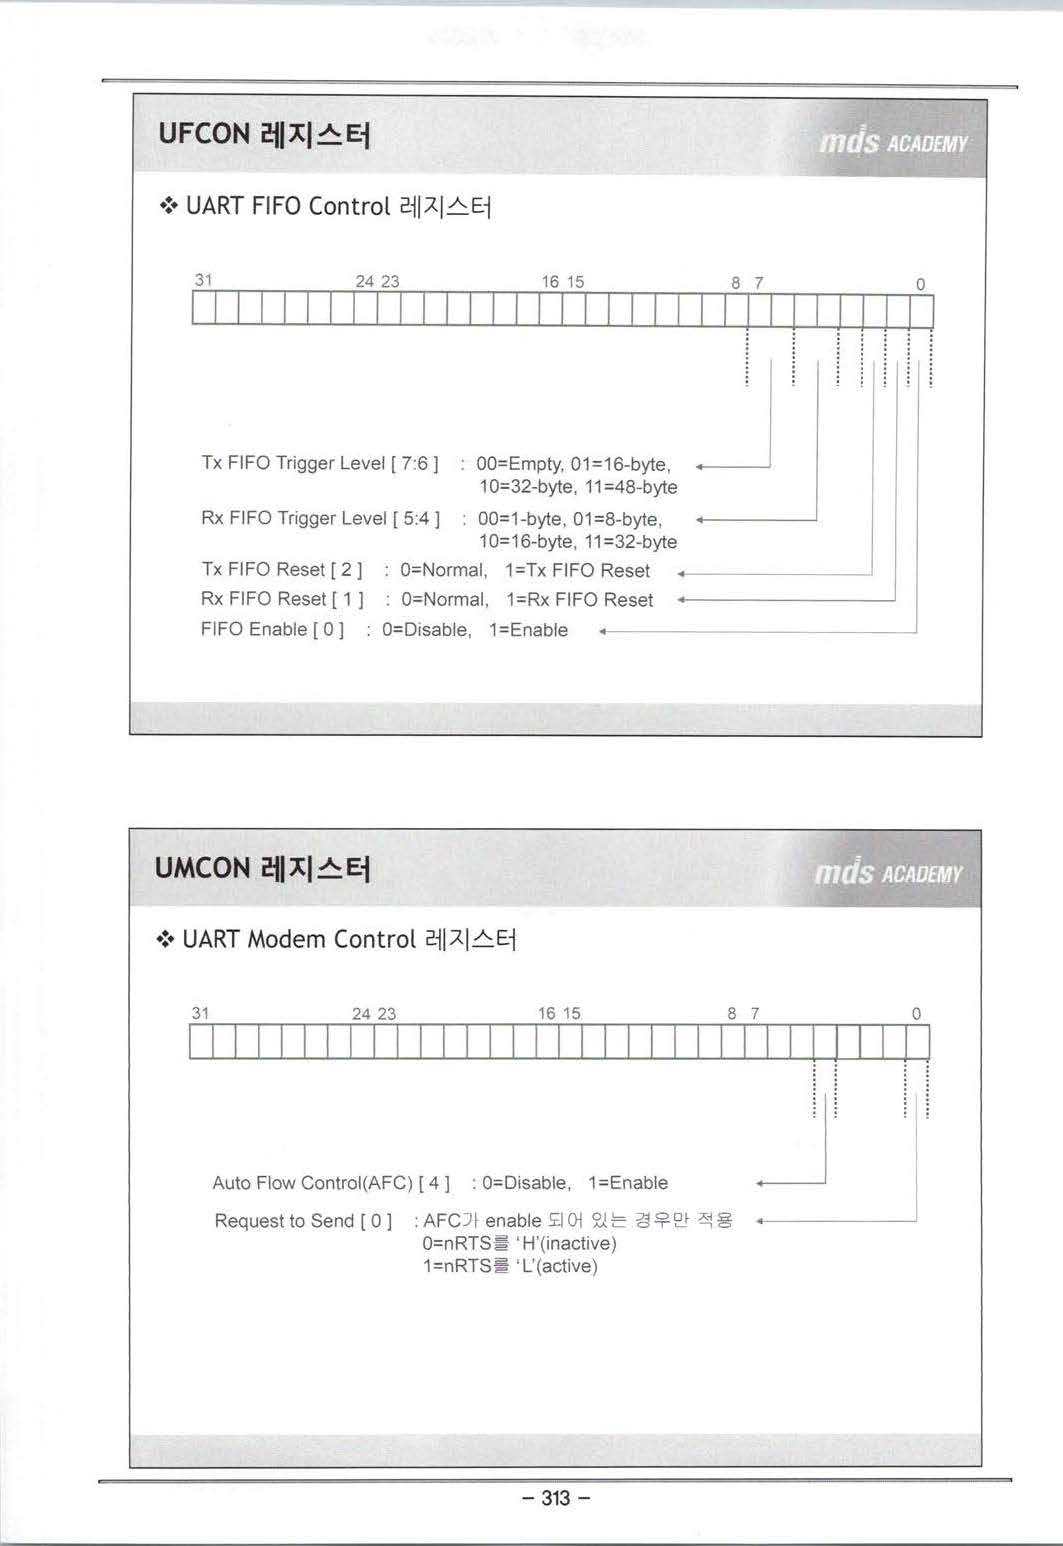 UFCON 레지스터
mds ACADEMY
❖ UART FIFO Control 레지스터
31 24 23 16 15 8 7 0
Tx FIFO Trigger Level [ 7:6 ] : 00=Empty, 01=16-byte,
10=32-byte, 11=48-byte
Rx FIFO Trigger Level [ 5:4 ] : 00=1-byte, 01=8-byte,
10=16-byte, 11=32-byte
Tx FIFO Reset [ 2 ] : 0=Normal, 1=Tx FIFO Reset
Rx FIFO Reset [ 1 ] : 0=Normal, 1=Rx FIFO Reset
FIFO Enable [ 0 ] : 0=Disable, 1=Enable
UMCON 레지스터
mds ACADEMY
❖ UART Modem Control 레지스터
31 24 23 16 15 8 7 0
Auto Flow Control(AFC) [ 4 ] : 0=Disable, 1=Enable
Request to Send [ 0 ] : AFC가 enable 되어 있는 경우만 적용
0=nRTS를 'H'(inactive)
1=nRTS를 'L'(active)
- 313 -